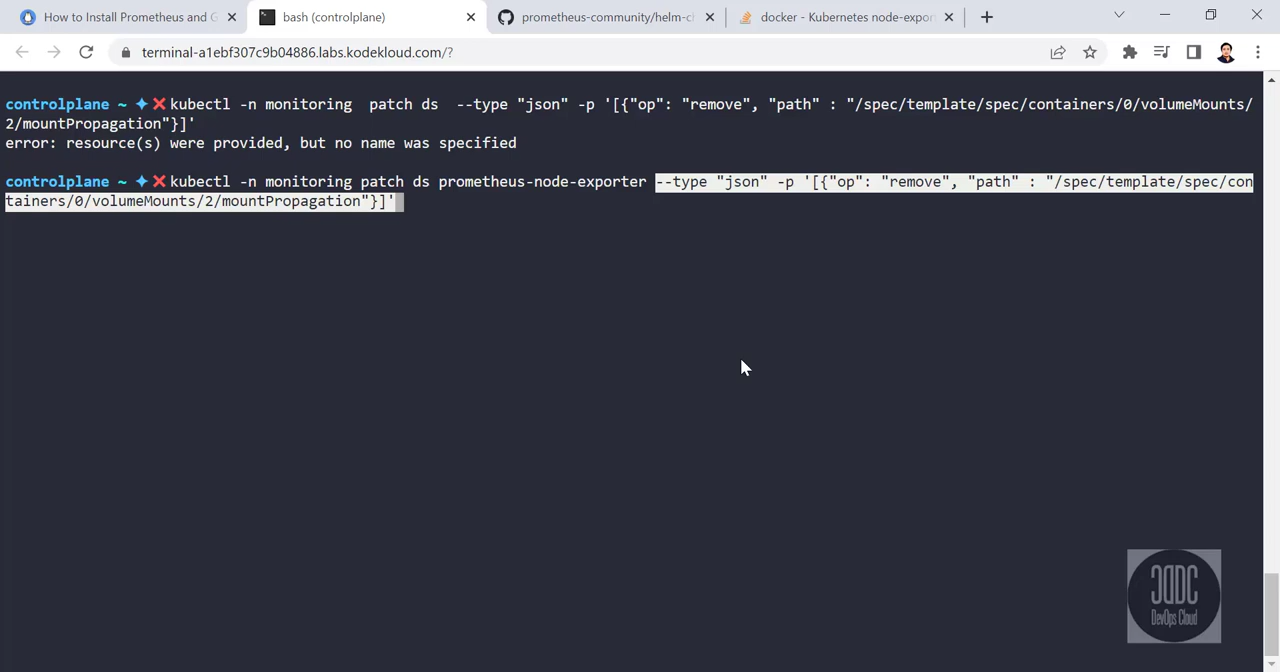 How to Install Prometheus and G
bash (controlplane)
prometheus-community/helm-cl
docker - Kubernetes node-expor
terminal-a1ebf307c9b04886.labs.kodekloud.com/?
controlplane ~ ✦ ✖ kubectl -n monitoring  patch ds  --type "json" -p '[{"op": "remove", "path" : "/spec/template/spec/containers/0/volumeMounts/
2/mountPropagation"}]'
error: resource(s) were provided, but no name was specified
controlplane ~ ✦ ✖ kubectl -n monitoring patch ds prometheus-node-exporter --type "json" -p '[{"op": "remove", "path" : "/spec/template/spec/con
tainers/0/volumeMounts/2/mountPropagation"}]'
DevOps Cloud